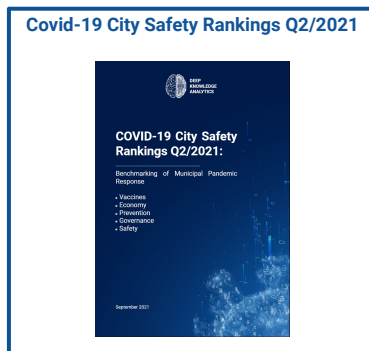 Covid-19 City Safety Rankings Q2/2021
DEEP
KNOWLEDGE
ANALYTICS
COVID-19 City Safety
Rankings Q2/2021:
Benchmarking of Municipal Pandemic
Response
• Vaccines
• Economy
• Prevention
• Governance
• Safety
September 2021